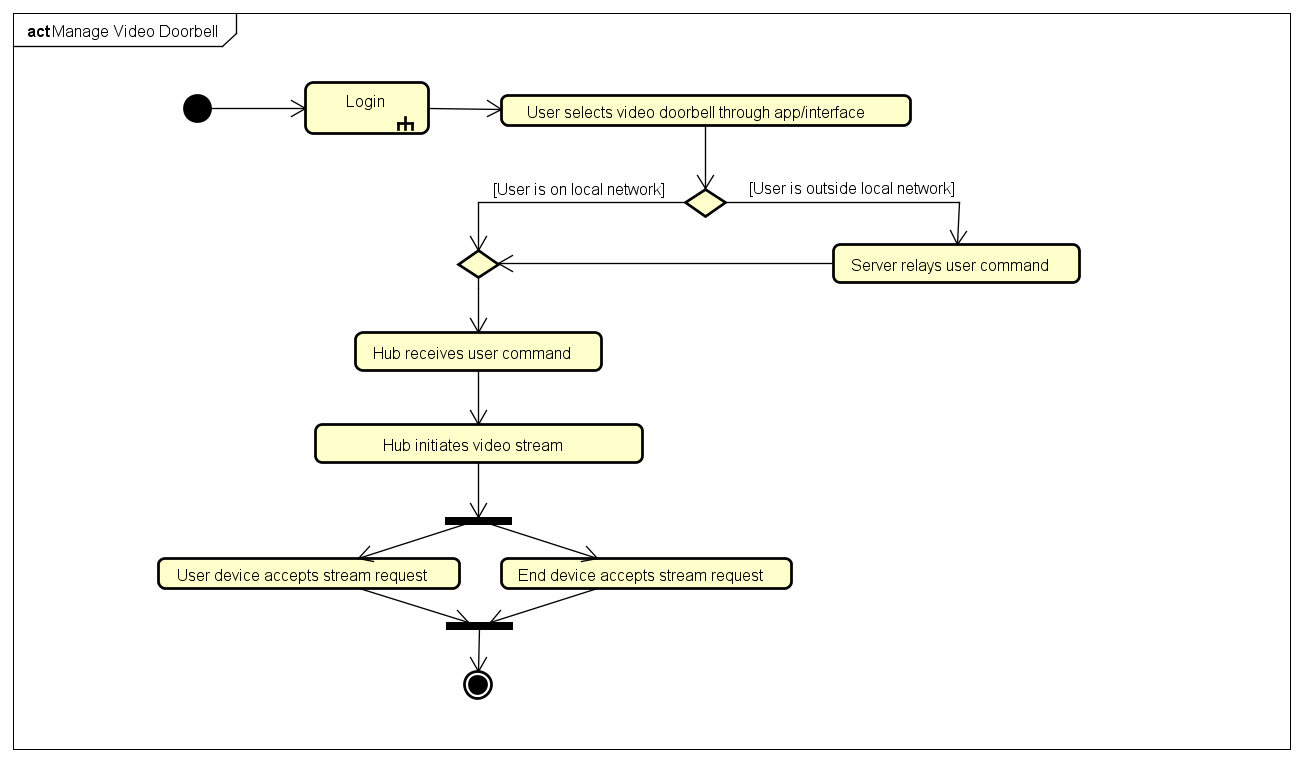 act Manage Video Doorbell
Login
User selects video doorbell through app/interface
[User is on local network]
[User is outside local network]
Server relays user command
Hub receives user command
Hub initiates video stream
User device accepts stream request
End device accepts stream request